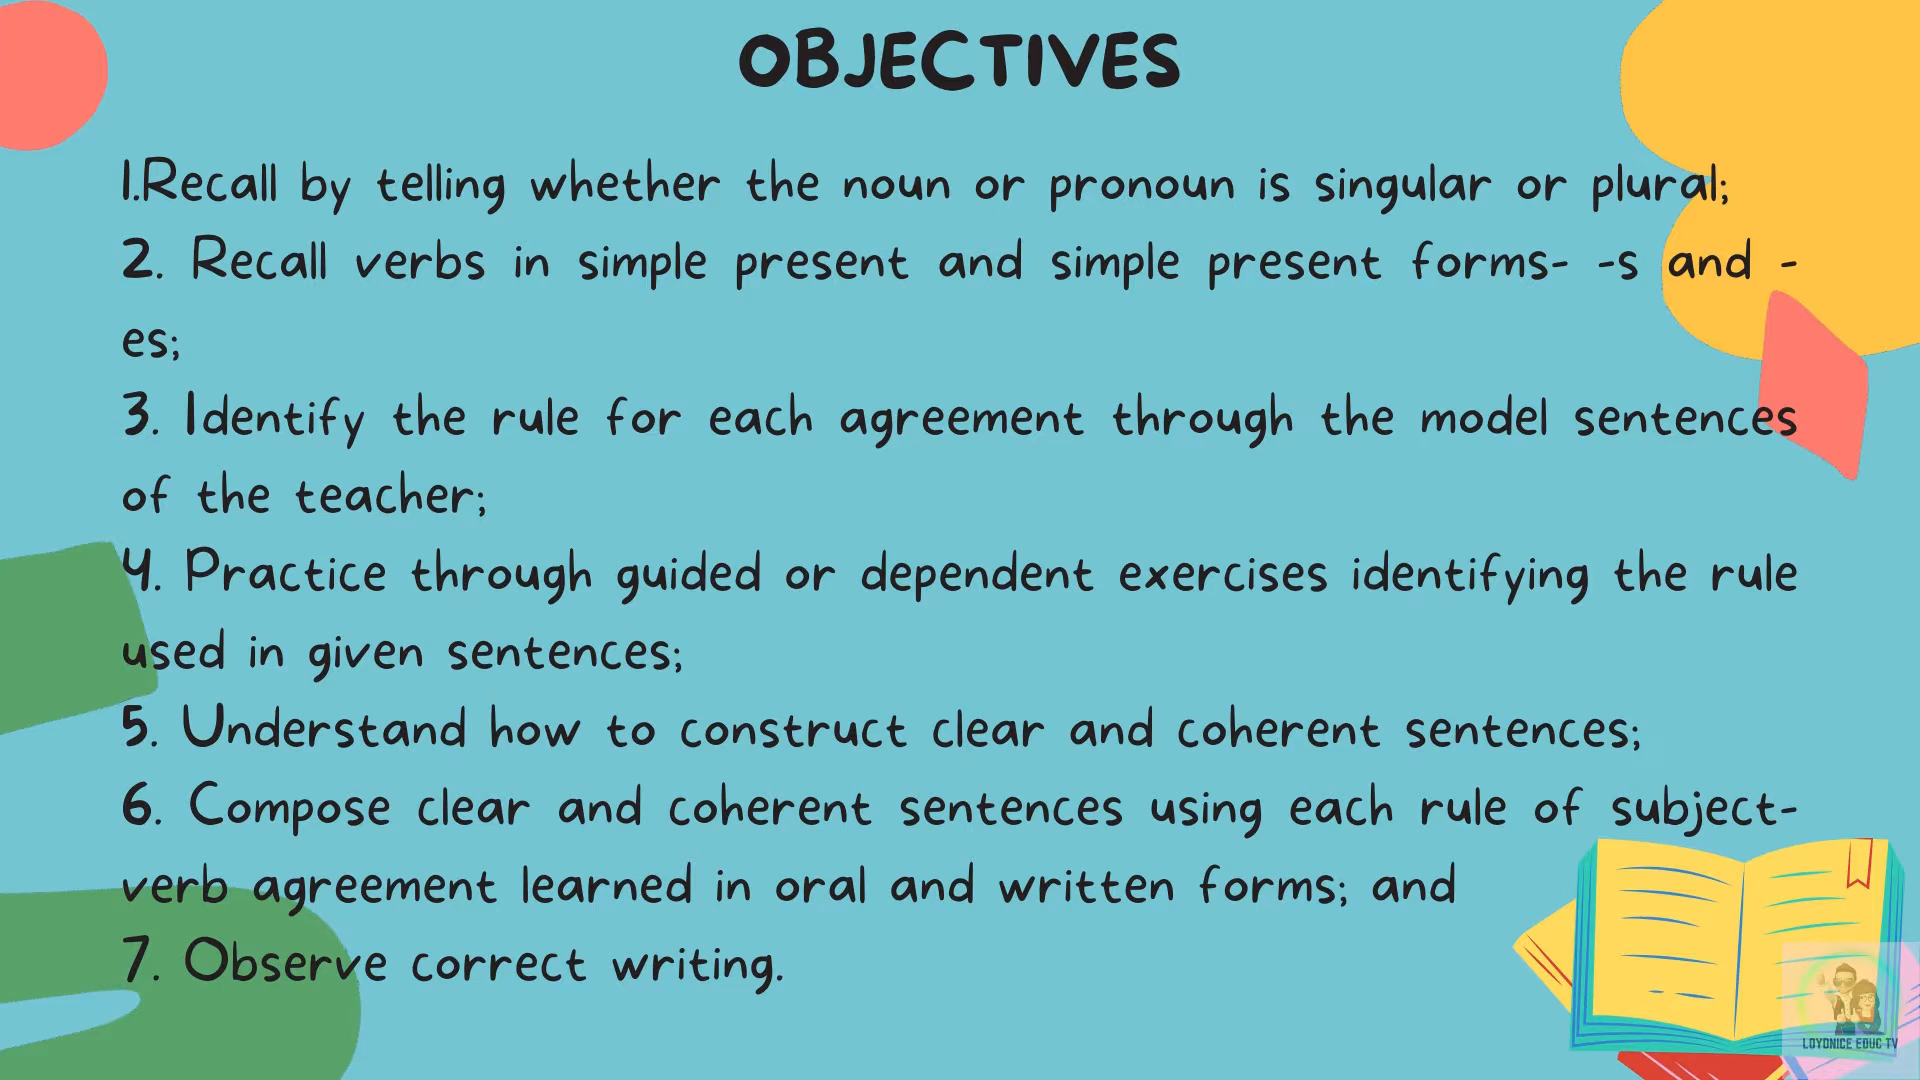 OBJECTIVES
1.Recall by telling whether the noun or pronoun is singular or plural;
2. Recall verbs in simple present and simple present forms- -s and -
es;
3. Identify the rule for each agreement through the model sentences
of the teacher;
4. Practice through guided or dependent exercises identifying the rule
used in given sentences;
5. Understand how to construct clear and coherent sentences;
6. Compose clear and coherent sentences using each rule of subject-
verb agreement learned in oral and written forms; and
7. Observe correct writing.
LOYDNICE EDUC TV